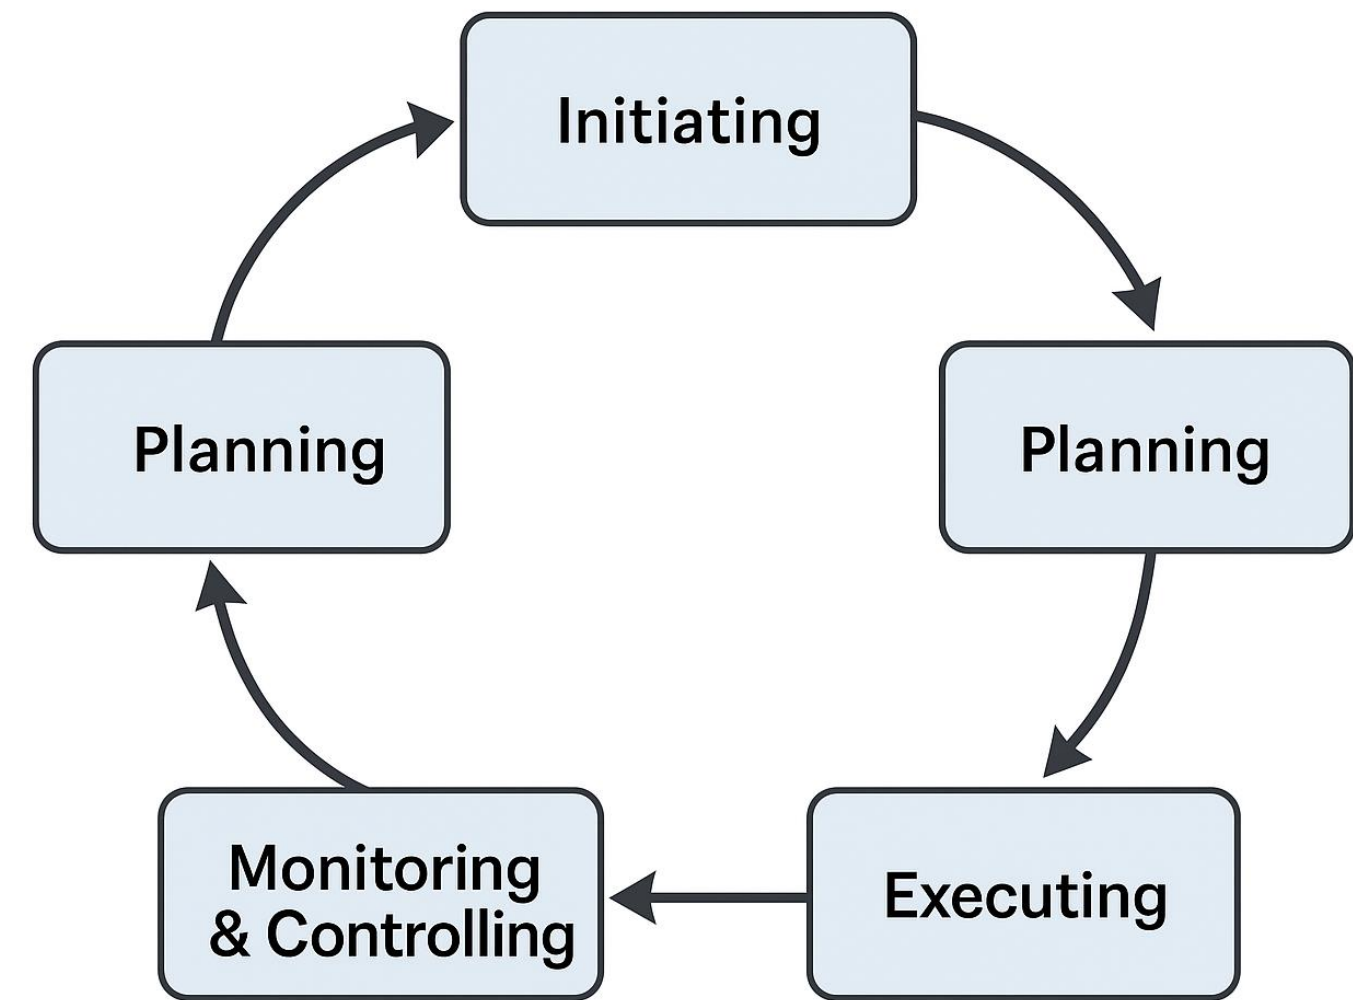 Initiating
Planning
Planning
Monitoring
& Controlling
Executing